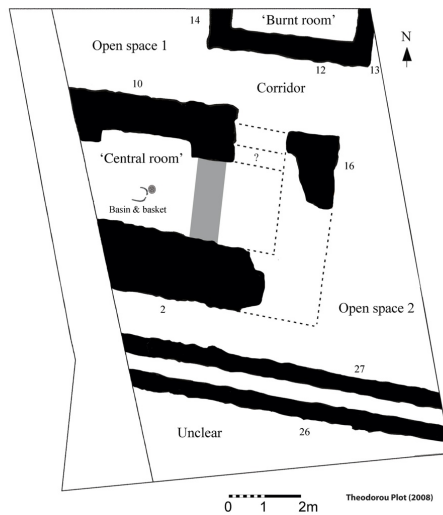 14
'Burnt room'
Open space 1
N
12
13
10
Corridor
?
'Central room'
16
Basin & basket
2
Open space 2
27
Unclear
26
0 1 2m
Theodorou Plot (2008)